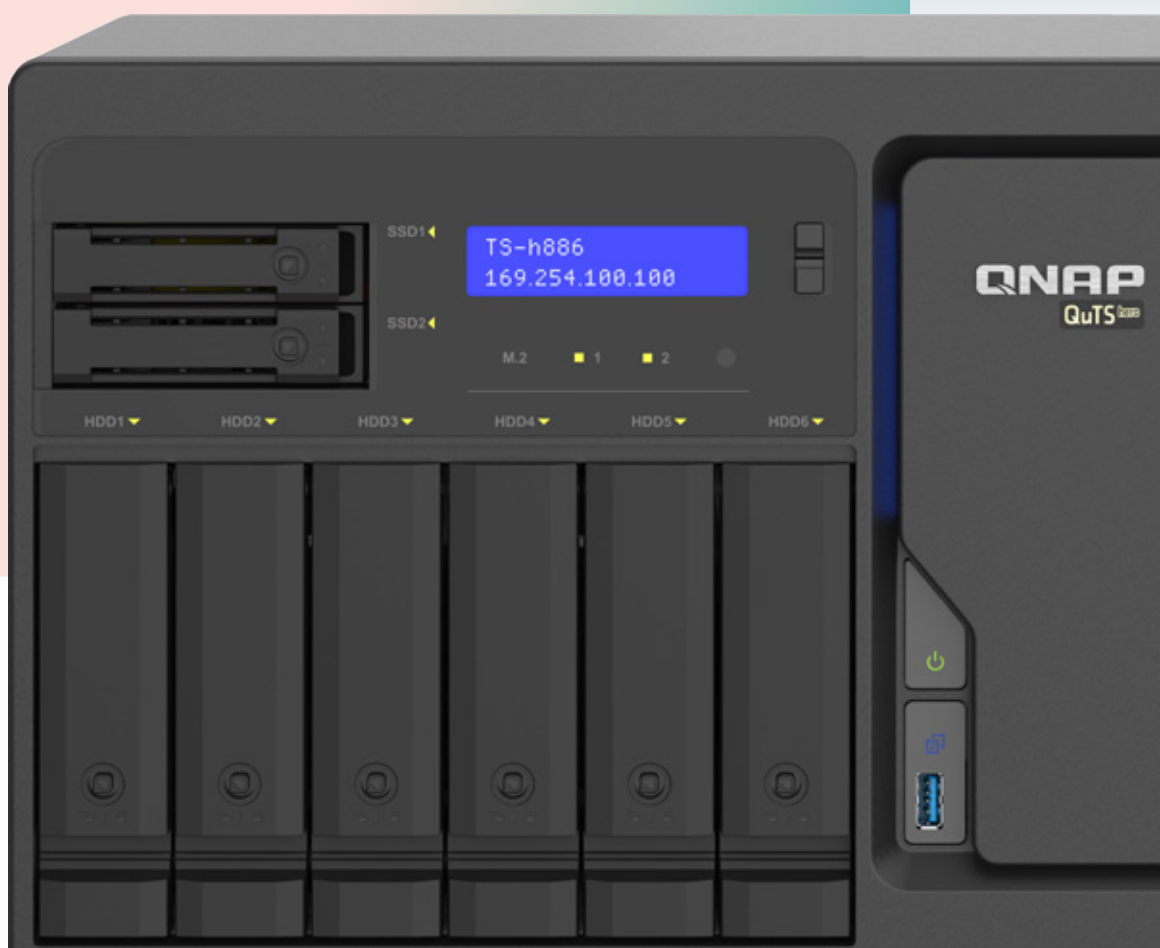 SSD1
TS-h886
169.254.100.100
SSD2
M.2 1 2
HDD1 HDD2 HDD3 HDD4 HDD5 HDD6
QNAP
QuTS hero